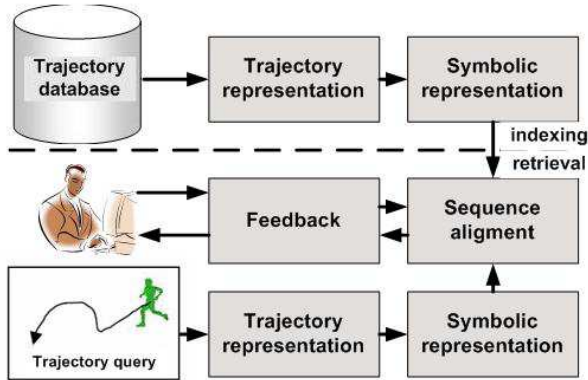 Trajectory
database
Trajectory
representation
Symbolic
representation
indexing
retrieval
Feedback
Sequence
aligment
Trajectory query
Trajectory
representation
Symbolic
representation